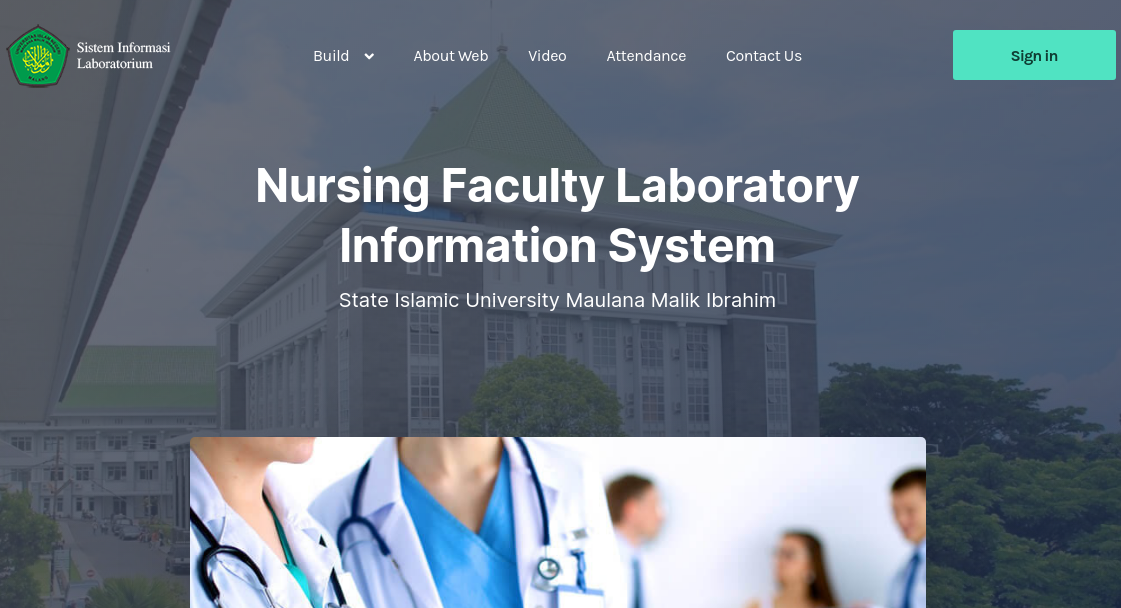 Sistem Informasi
Laboratorium
Build
About Web
Video
Attendance
Contact Us
Sign in
Nursing Faculty Laboratory
Information System
State Islamic University Maulana Malik Ibrahim